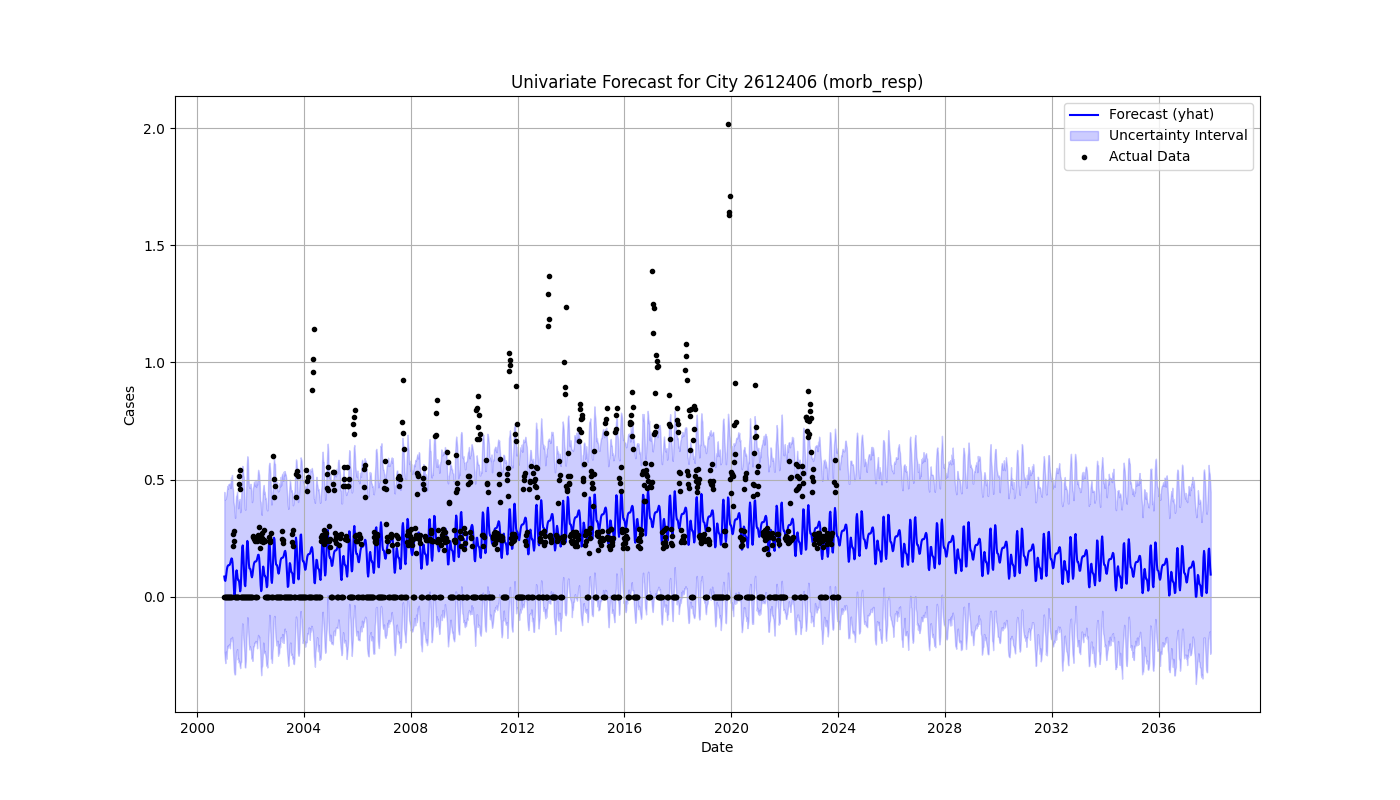 Univariate Forecast for City 2612406 (morb_resp)
Forecast (yhat)
Uncertainty Interval
Actual Data
2.0
1.5
1.0
0.5
0.0
Cases
2000 2004 2008 2012 2016 2020 2024 2028 2032 2036
Date